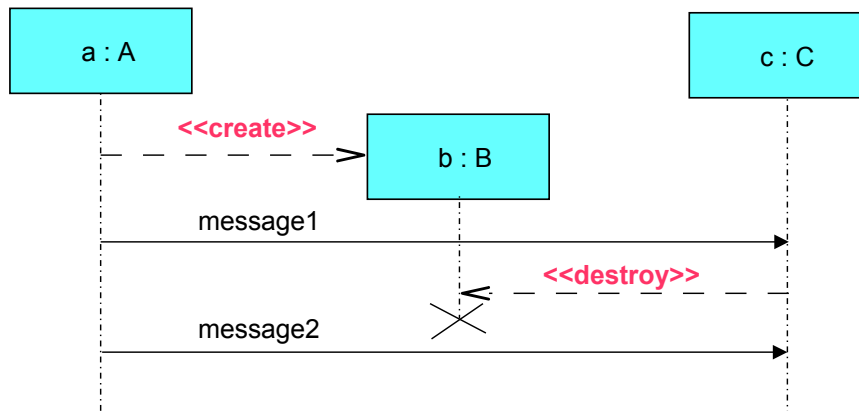 a : A
c : C
<<create>>
b : B
message1
<<destroy>>
message2